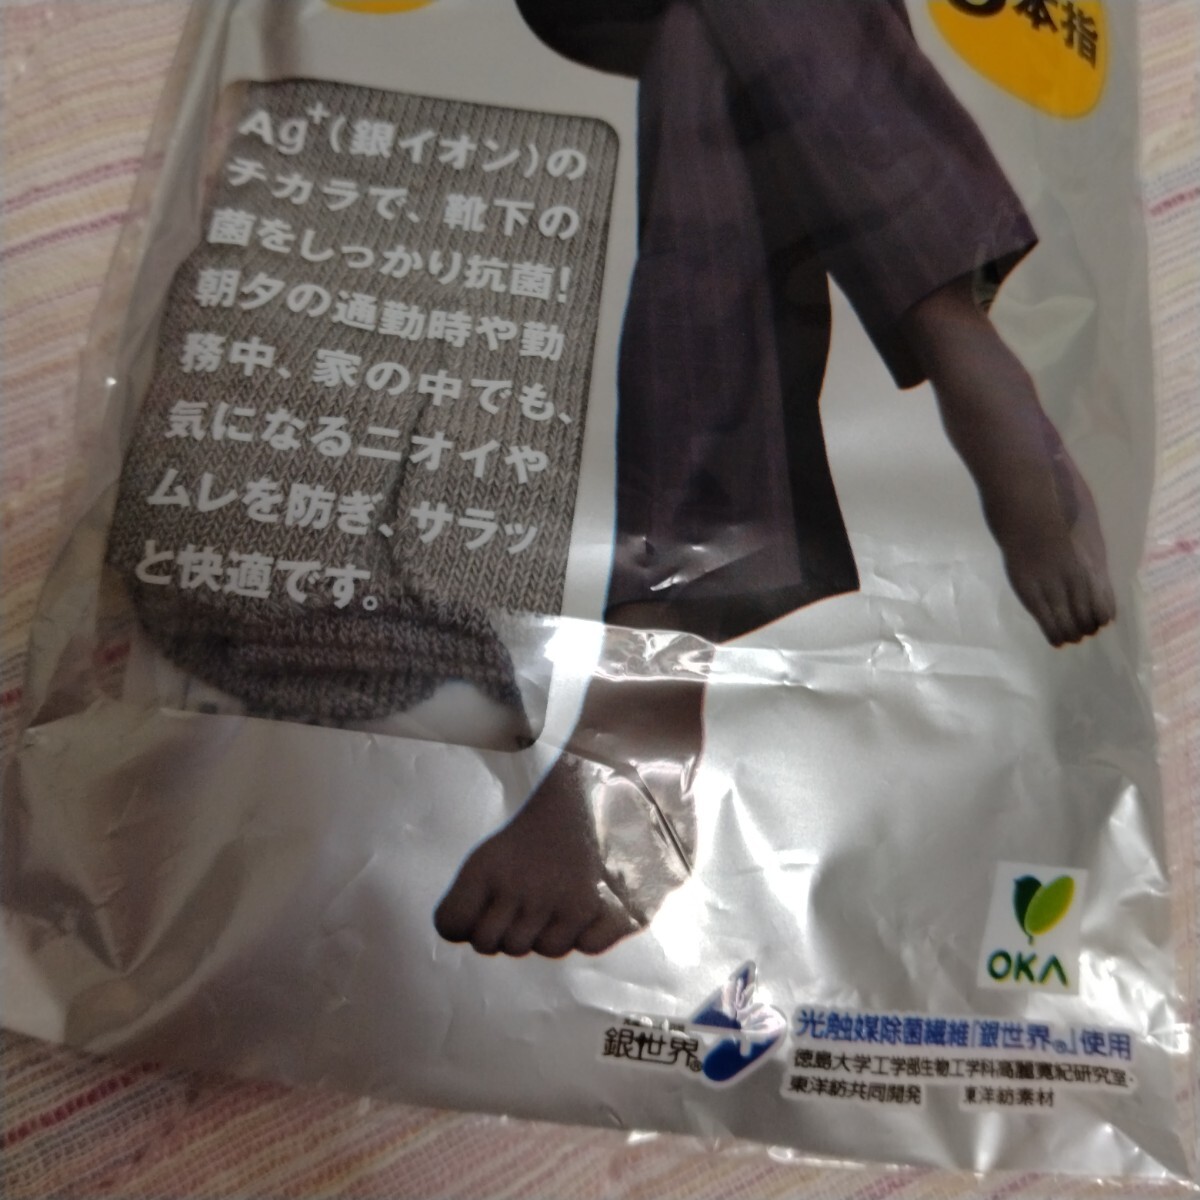 本指
Ag⁺(銀イオン)の
チカラで、靴下の
菌をしっかり抗菌!
朝夕の通勤時や勤
務中、家の中でも、
気になるニオイや
ムレを防ぎ、サラッ
と快適です。
OKA
銀世界®
光触媒除菌繊維「銀世界®」使用
徳島大学工学部生物工学科高麗寛紀研究室・
東洋紡共同開発 東洋紡素材